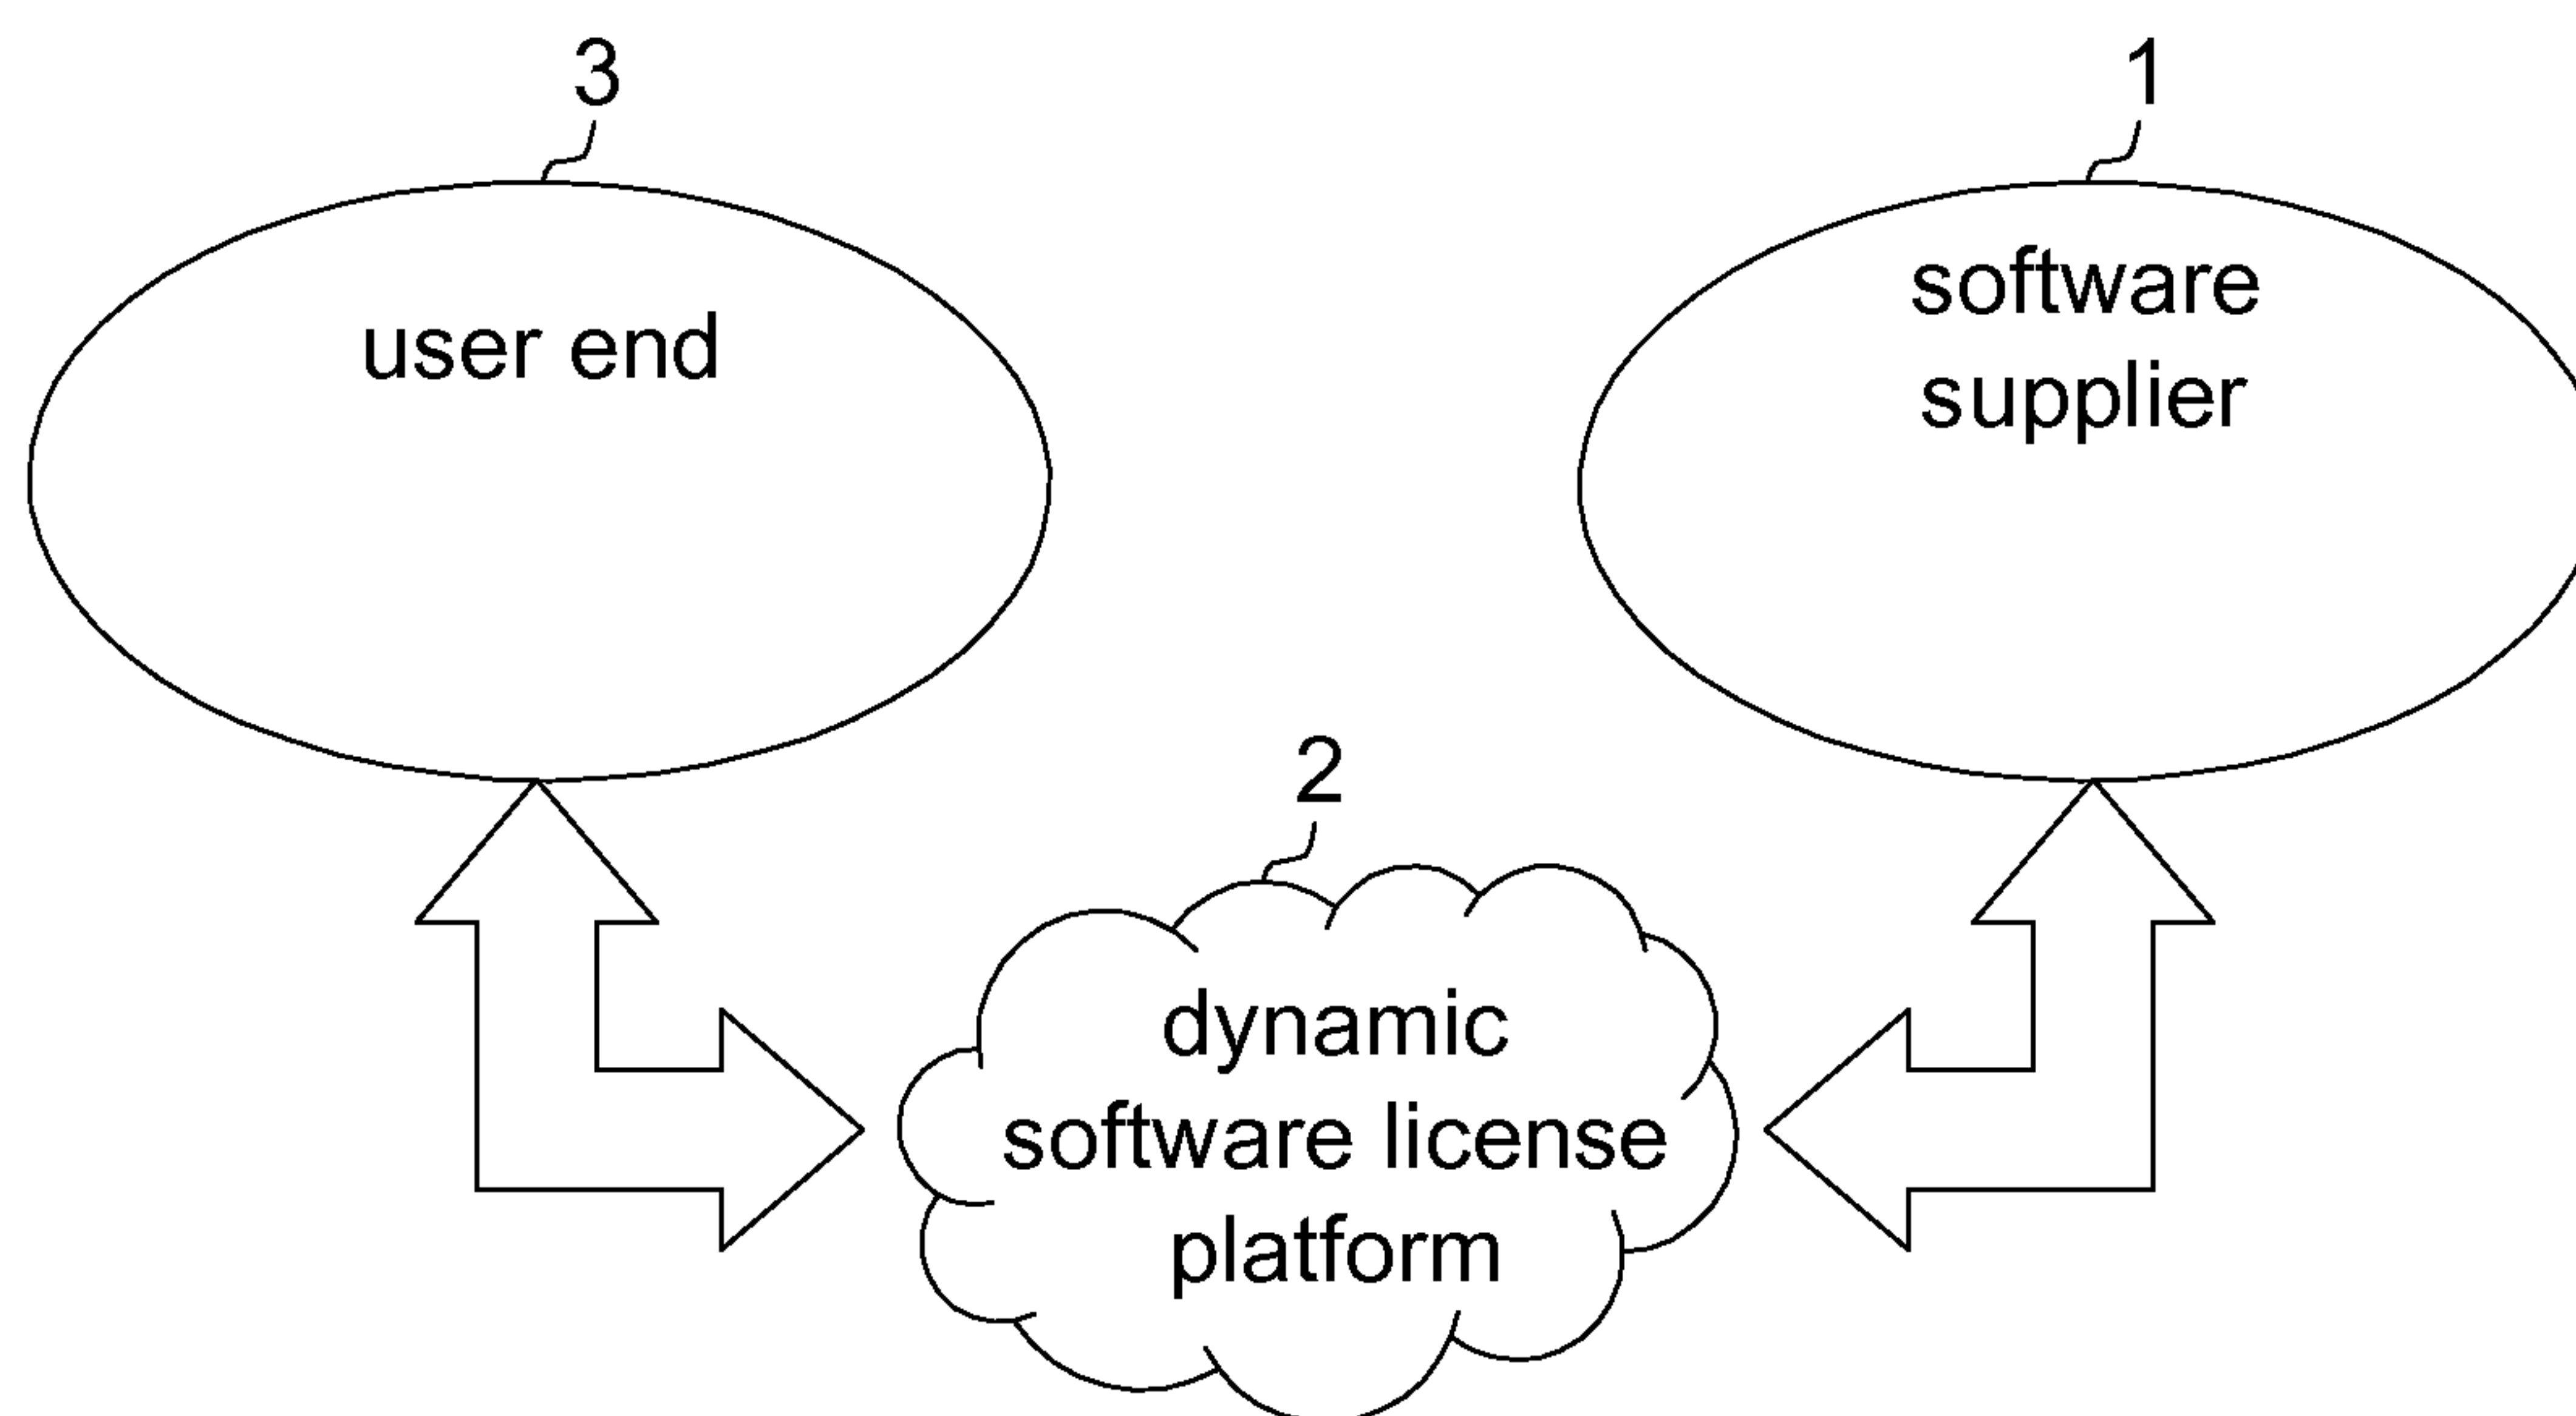 3
1
user end
software
supplier
2
dynamic
software license
platform